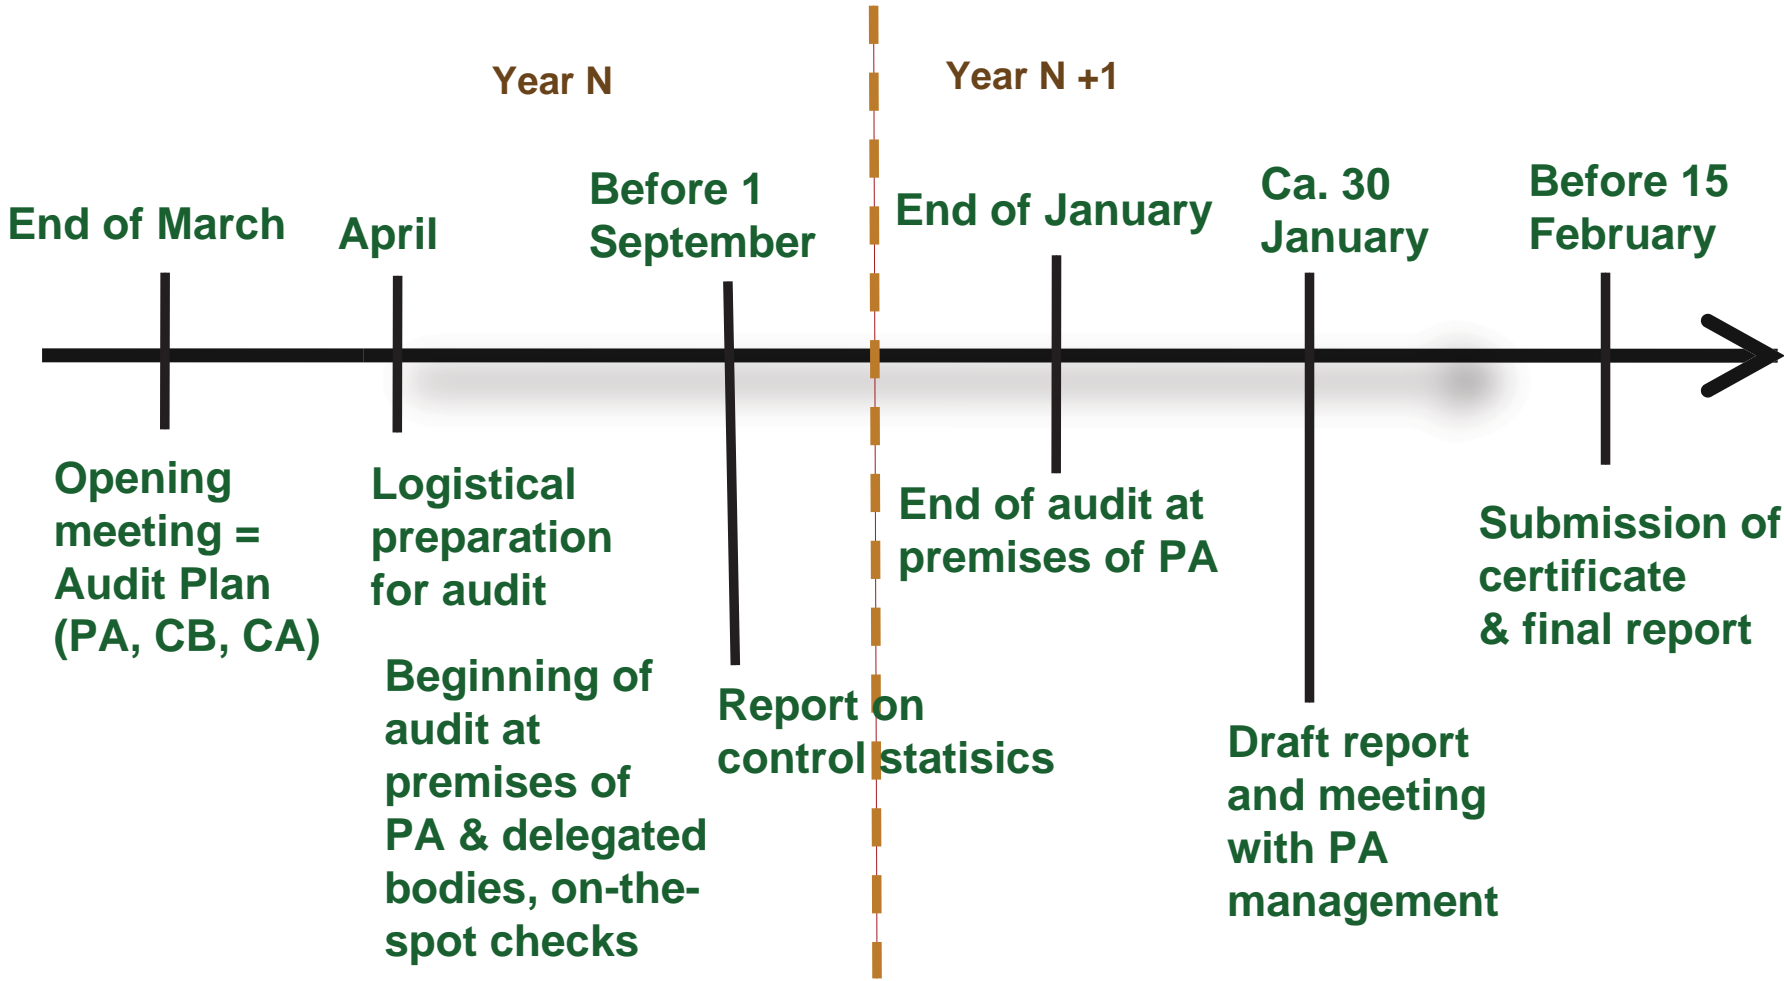 Year N
Year N +1
End of March
April
Before 1
September
End of January
Ca. 30
January
Before 15
February
Opening
meeting =
Audit Plan
(PA, CB, CA)
Logistical
preparation
for audit
Beginning of
audit at
premises of
PA & delegated
bodies, on-the-
spot checks
Report on
control statisics
End of audit at
premises of PA
Draft report
and meeting
with PA
management
Submission of
certificate
& final report